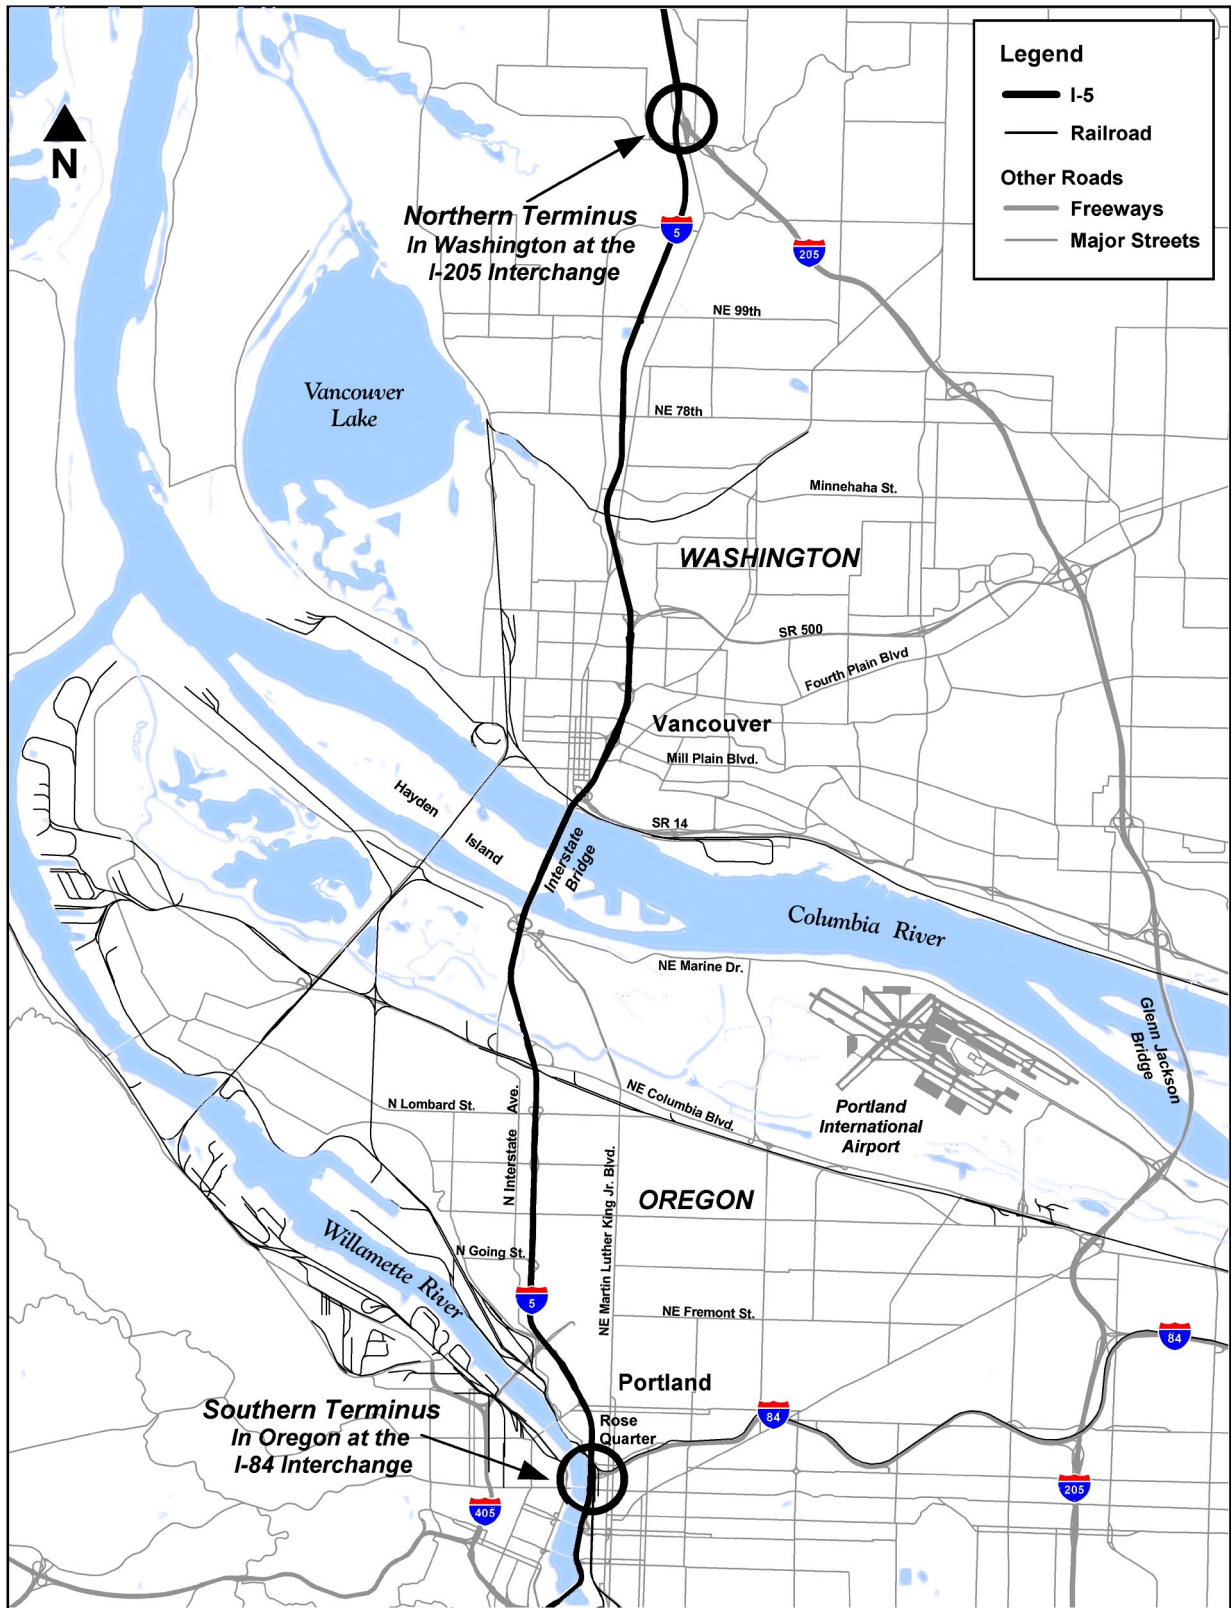 Legend
I-5
Railroad
Other Roads
Freeways
Major Streets
N
Northern Terminus
In Washington at the
I-205 Interchange
5
205
NE 99th
Vancouver
Lake
NE 78th
Minnehaha St.
WASHINGTON
SR 500
Fourth Plain Blvd
Vancouver
Mill Plain Blvd.
Hayden
Island
SR 14
Interstate
Bridge
Columbia River
NE Marine Dr.
Glenn Jackson
Bridge
NE Columbia Blvd.
N Lombard St.
N Interstate Ave.
Portland
International
Airport
NE Martin Luther King Jr. Blvd.
OREGON
Willamette River
N Going St.
5
NE Fremont St.
84
Portland
Southern Terminus
In Oregon at the
I-84 Interchange
Rose
Quarter
84
405
205